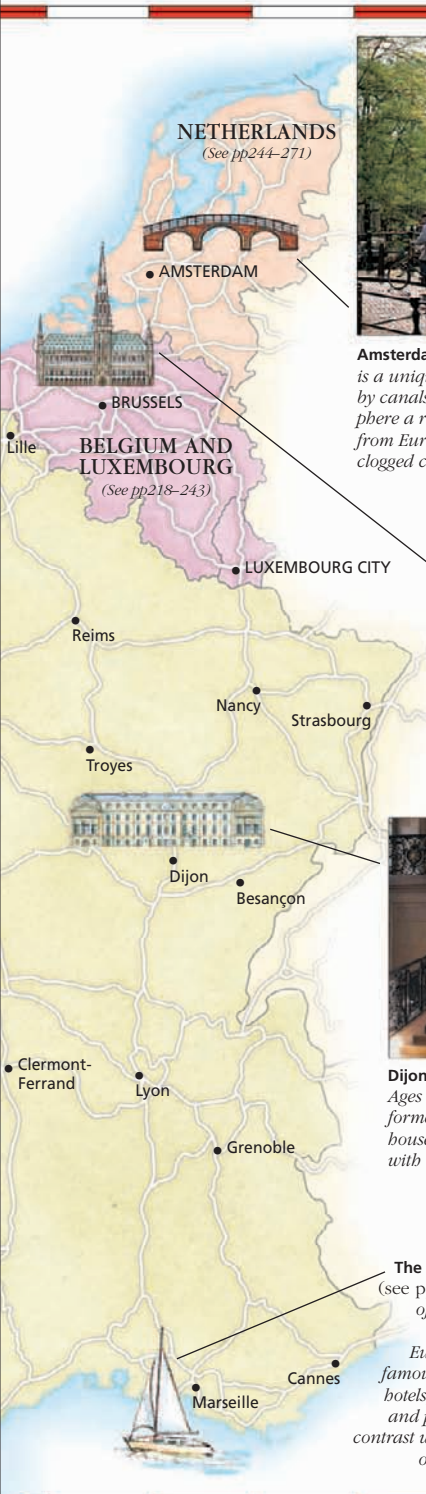 NETHERLANDS
(See pp244–271)
AMSTERDAM
is a uniq
by canals
phere a r
from Eur
clogged c
BRUSSELS
Lille
BELGIUM AND
LUXEMBOURG
(See pp218–243)
LUXEMBOURG CITY
Reims
Nancy
Strasbourg
Troyes
Dijon
Besançon
Clermont-
Ferrand
Lyon
Dijon
Ages
forme
house
with
Grenoble
The
(see p
of
Eu
famou
hotels
and p
contrast u
o
Cannes
Marseille